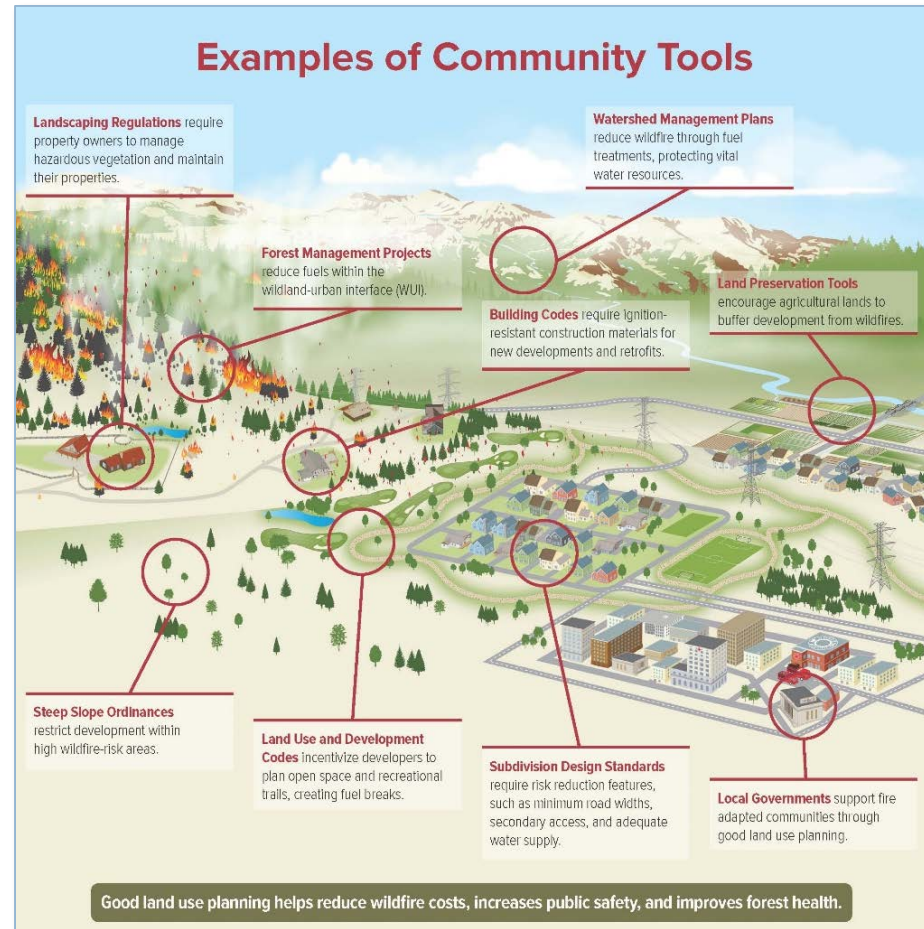 Examples of Community Tools
Landscaping Regulations require
property owners to manage
hazardous vegetation and maintain
their properties.
Watershed Management Plans
reduce wildfire through fuel
treatments, protecting vital
water resources.
Forest Management Projects
reduce fuels within the
wildland-urban interface (WUI).
Building Codes require ignition-
resistant construction materials for
new developments and retrofits.
Land Preservation Tools
encourage agricultural lands to
buffer development from wildfires.
Steep Slope Ordinances
restrict development within
high wildfire-risk areas.
Land Use and Development
Codes incentivize developers to
plan open space and recreational
trails, creating fuel breaks.
Subdivision Design Standards
require risk reduction features,
such as minimum road widths,
secondary access, and adequate
water supply.
Local Governments support fire
adapted communities through
good land use planning.
Good land use planning helps reduce wildfire costs, increases public safety, and improves forest health.